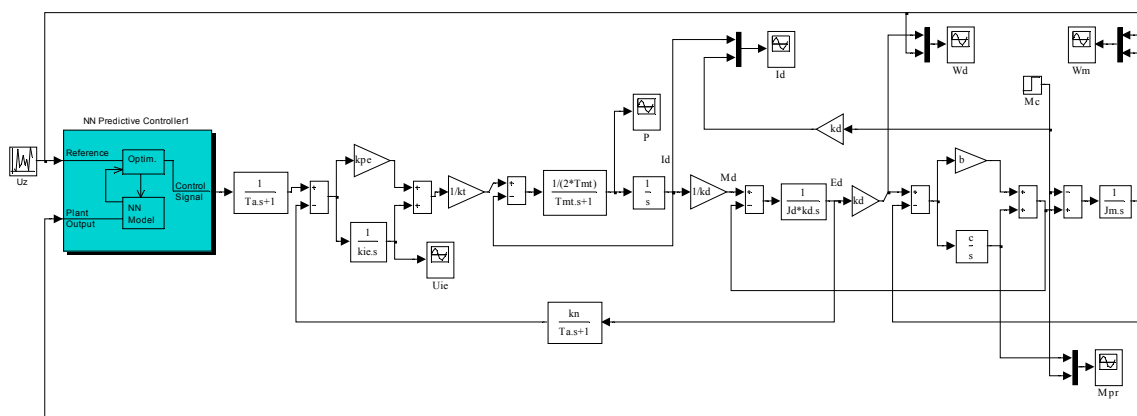 NN Predictive Controller1
Uz
Reference
Optim.
Control
Signal
NN
Model
Plant
Output
1
Ta.s+1
+
−
kpe
1
kie.s
+
+
Uie
1/kt
+
−
1/(2*Tmt)
Tmt.s+1
P
1
s
Id
Id
1/kd
Md
+
−
1
Jd*kd.s
Ed
kd
kd
Wd
Wm
Mc
+
−
b
c
s
+
+
+
−
1
Jm.s
kn
Ta.s+1
Mpr